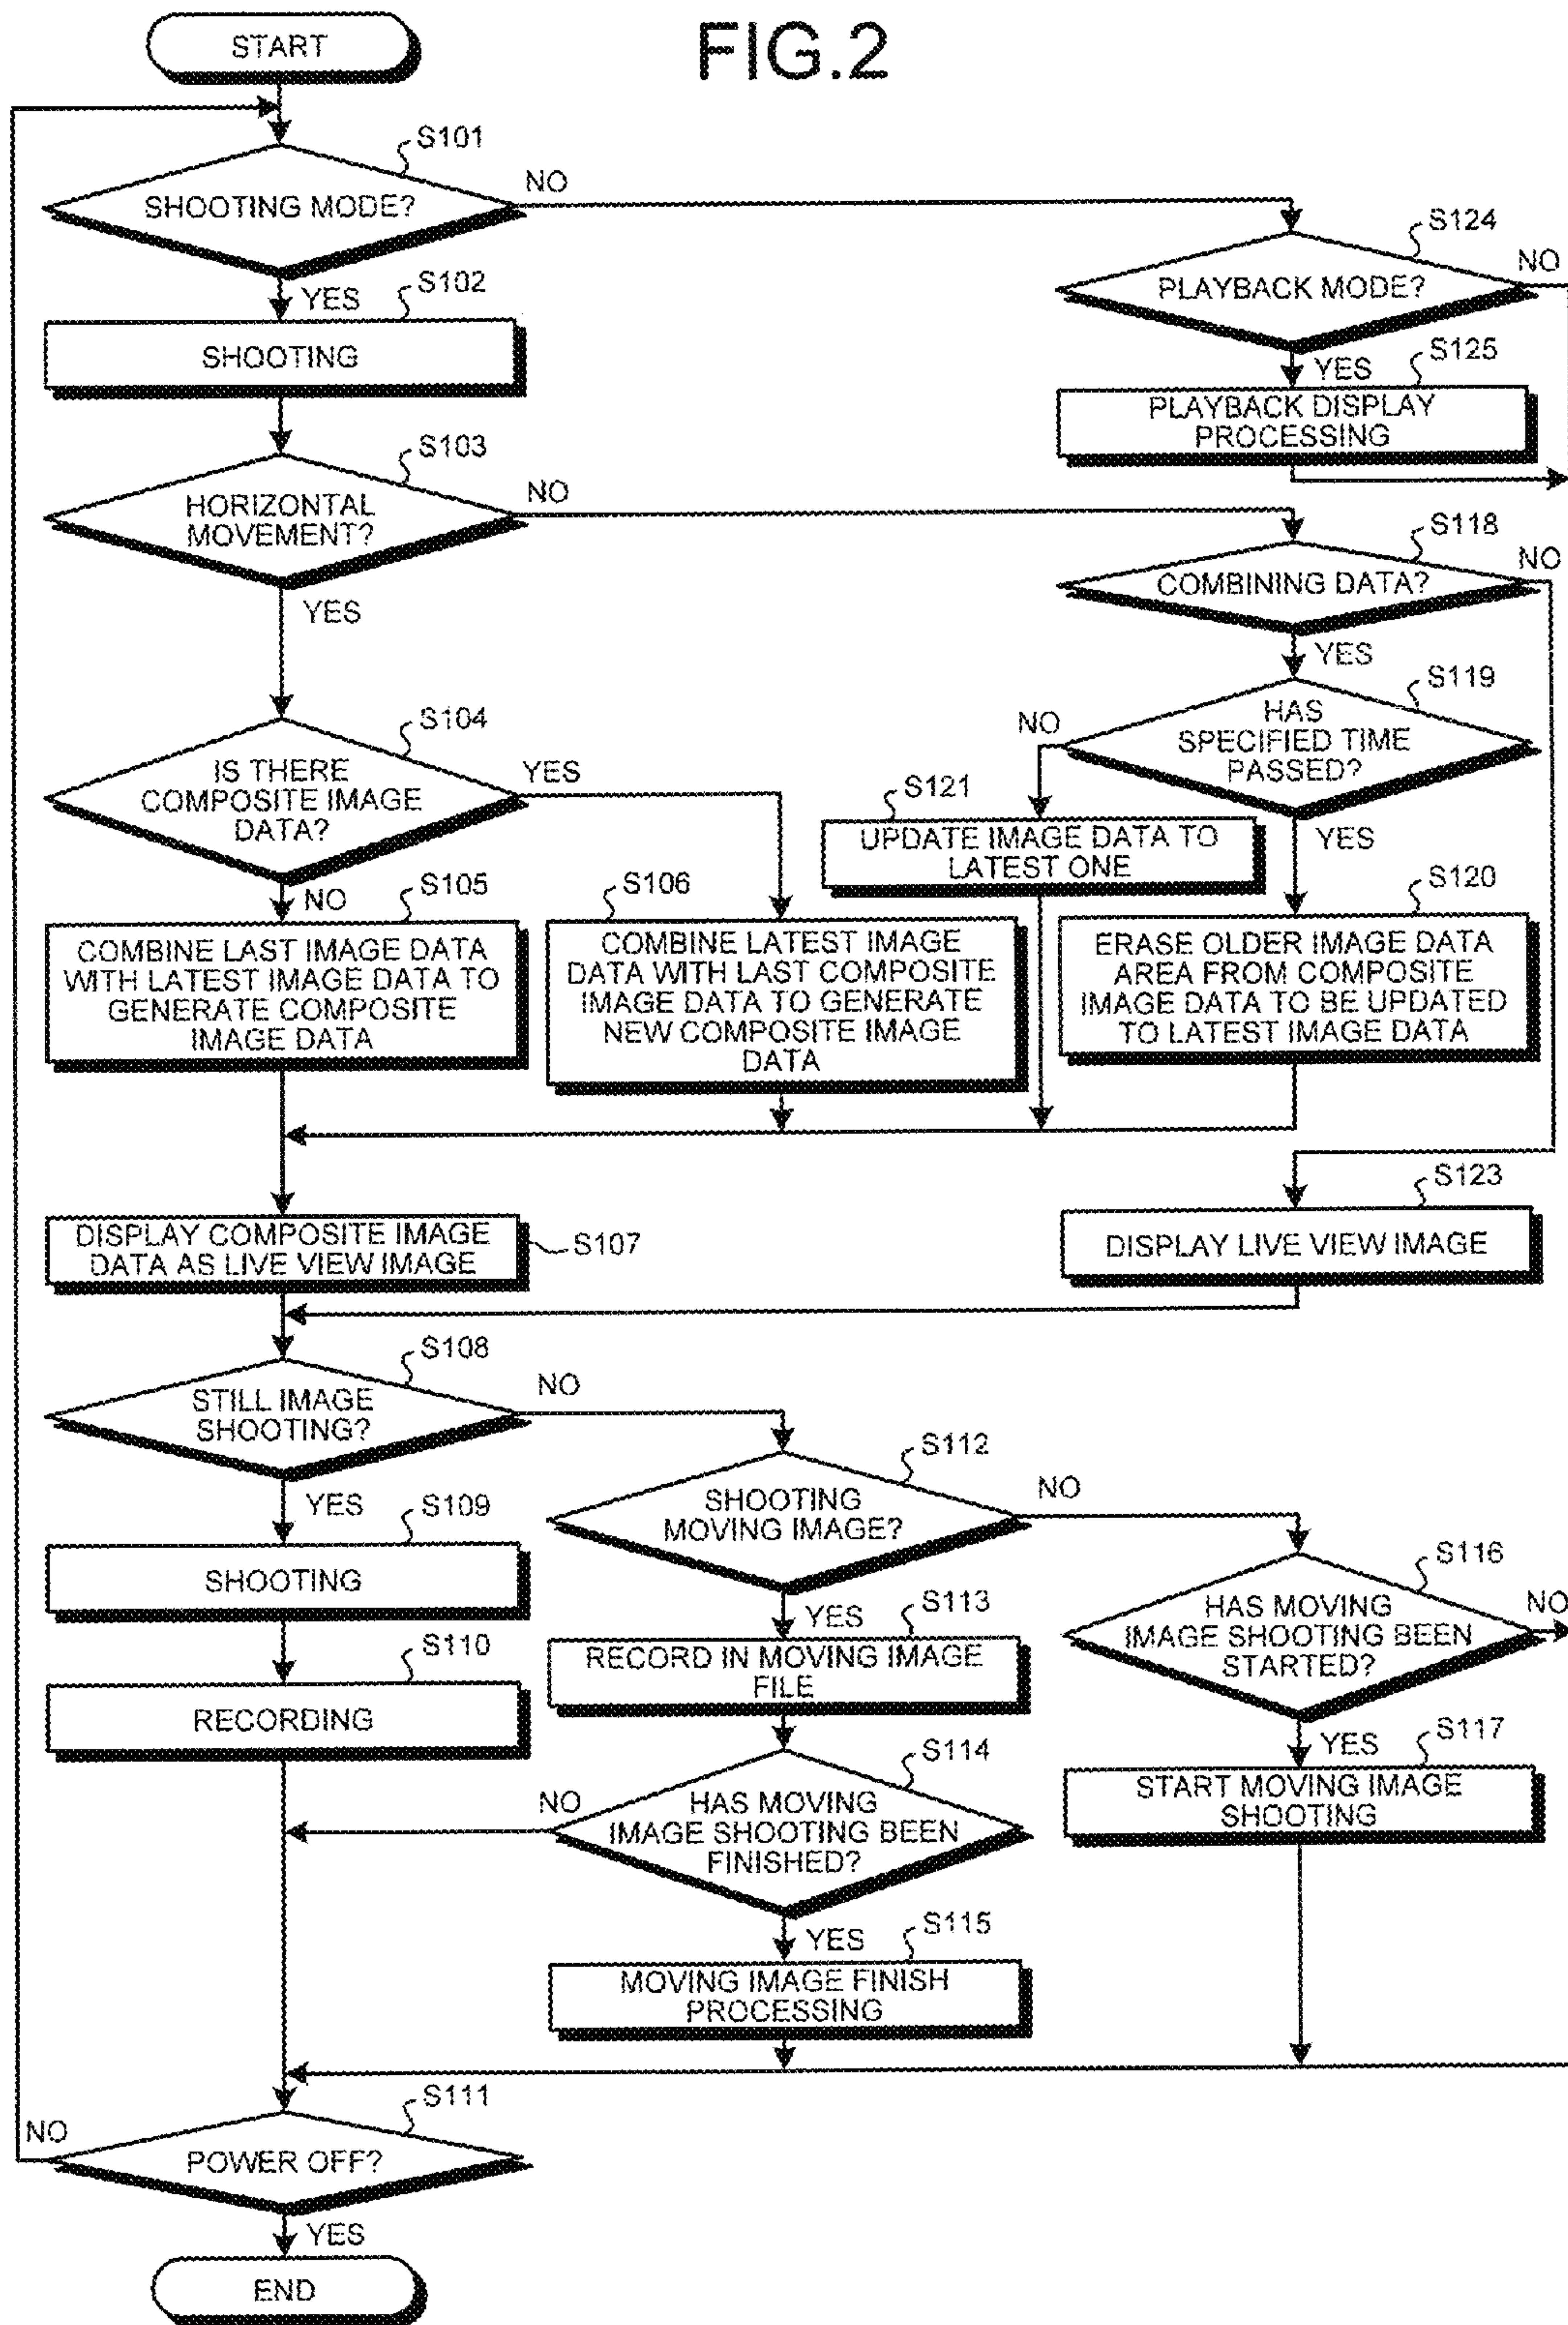 FIG.2
START
S101
SHOOTING MODE?
NO
YES
S102
SHOOTING
S124
PLAYBACK MODE?
NO
YES
S125
PLAYBACK DISPLAY
PROCESSING
S103
HORIZONTAL
MOVEMENT?
NO
YES
S118
COMBINING DATA?
NO
YES
S119
HAS
SPECIFIED TIME
PASSED?
NO
YES
S104
IS THERE
COMPOSITE IMAGE
DATA?
YES
NO
S121
UPDATE IMAGE DATA TO
LATEST ONE
S105
COMBINE LAST IMAGE DATA
WITH LATEST IMAGE DATA TO
GENERATE COMPOSITE
IMAGE DATA
S106
COMBINE LATEST IMAGE
DATA WITH LAST COMPOSITE
IMAGE DATA TO GENERATE
NEW COMPOSITE IMAGE
DATA
S120
ERASE OLDER IMAGE DATA
AREA FROM COMPOSITE
IMAGE DATA TO BE UPDATED
TO LATEST IMAGE DATA
DISPLAY COMPOSITE IMAGE
DATA AS LIVE VIEW IMAGE
S107
S123
DISPLAY LIVE VIEW IMAGE
S108
STILL IMAGE
SHOOTING?
NO
YES
S109
SHOOTING
S110
RECORDING
S112
SHOOTING
MOVING IMAGE?
NO
YES
S113
RECORD IN MOVING IMAGE
FILE
S114
HAS MOVING
IMAGE SHOOTING BEEN
FINISHED?
NO
YES
S115
MOVING IMAGE FINISH
PROCESSING
S116
HAS MOVING
IMAGE SHOOTING BEEN
STARTED?
NO
YES
S117
START MOVING IMAGE
SHOOTING
S111
POWER OFF?
NO
YES
END